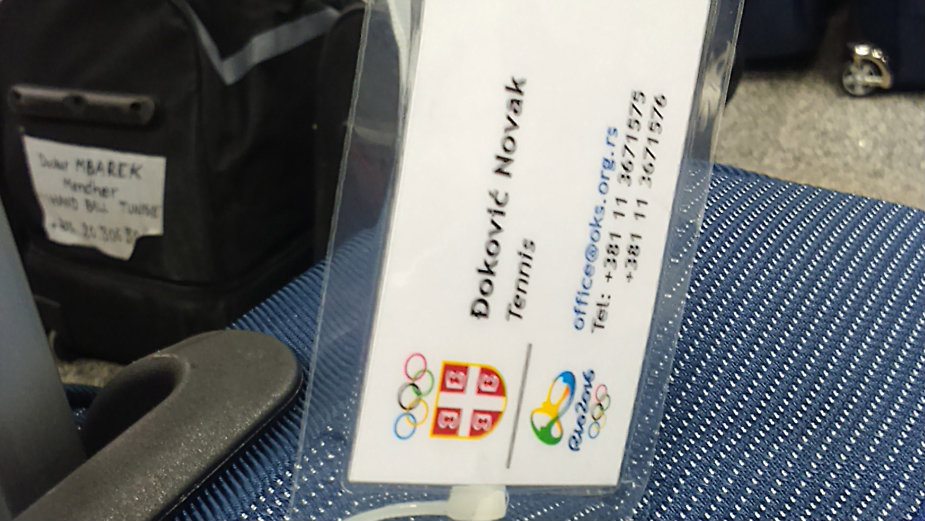 Đoković Novak
Tennis
office@oks.org.rs
Tel: +381 11 3671575
+381 11 3671576
Rio2016
MBAREK
HAND BALL TUNISIE